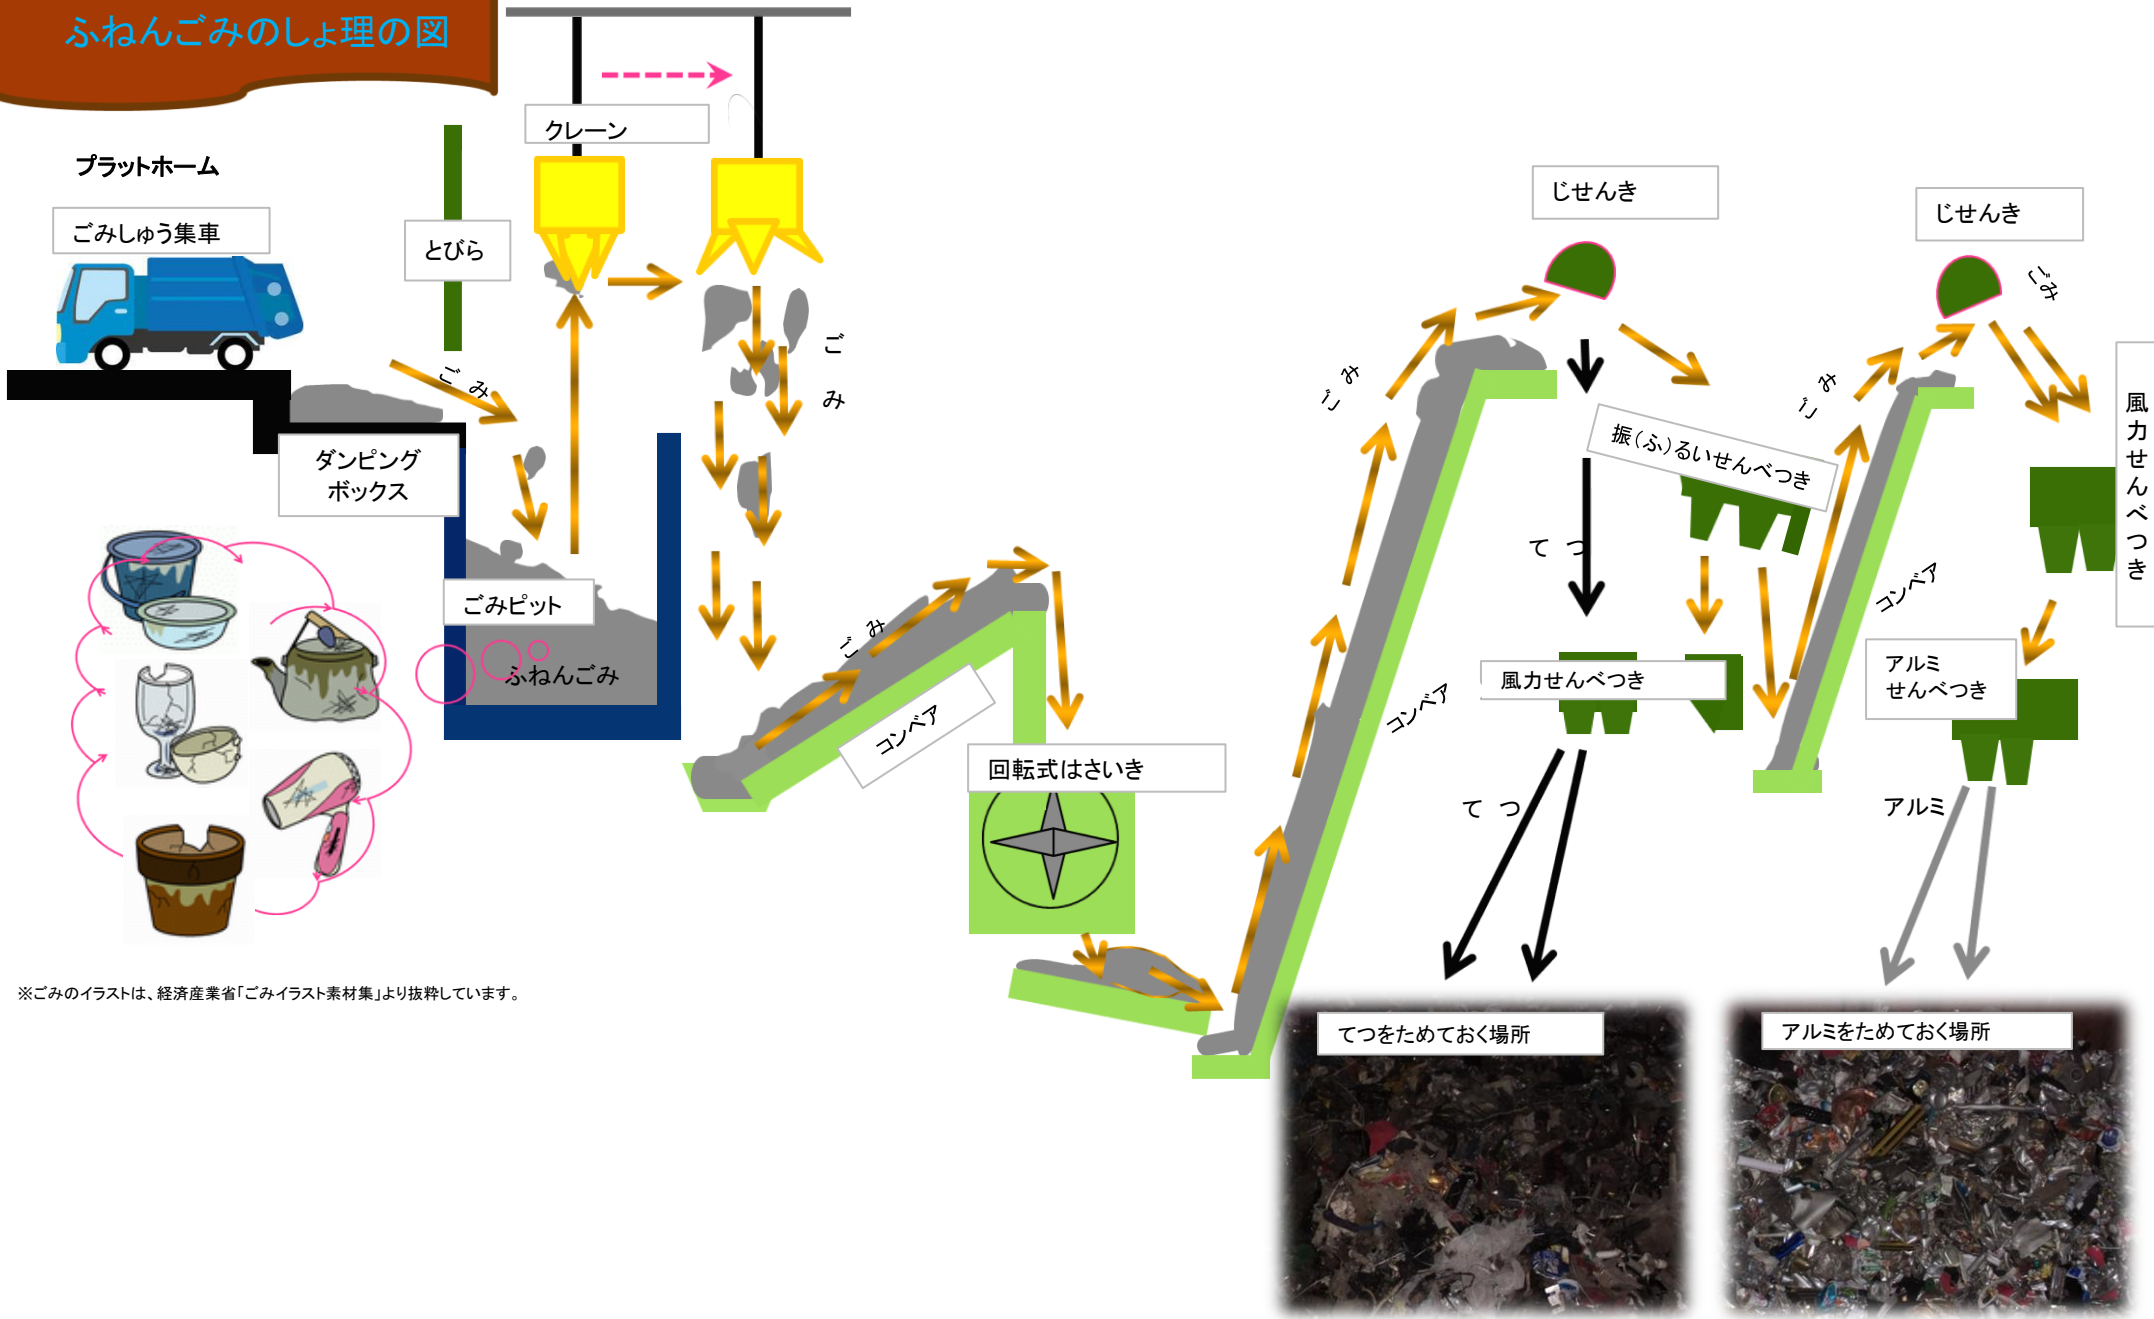 ふねんごみのしょ理の図
プラットホーム
ごみしゅう集車
とびら
クレーン
ごみ
ダンピング
ボックス
ごみピット
ふねんごみ
ごみ
ごみ
コンベア
回転式はさいき
ごみ
コンベア
じせんき
てつ
振(ふ)るいせんべつき
風力せんべつき
てつ
ごみ
コンベア
じせんき
ごみ
風力せんべつき
アルミ
せんべつき
アルミ
※ごみのイラストは、経済産業省「ごみイラスト素材集」より抜粋しています。
てつをためておく場所
アルミをためておく場所